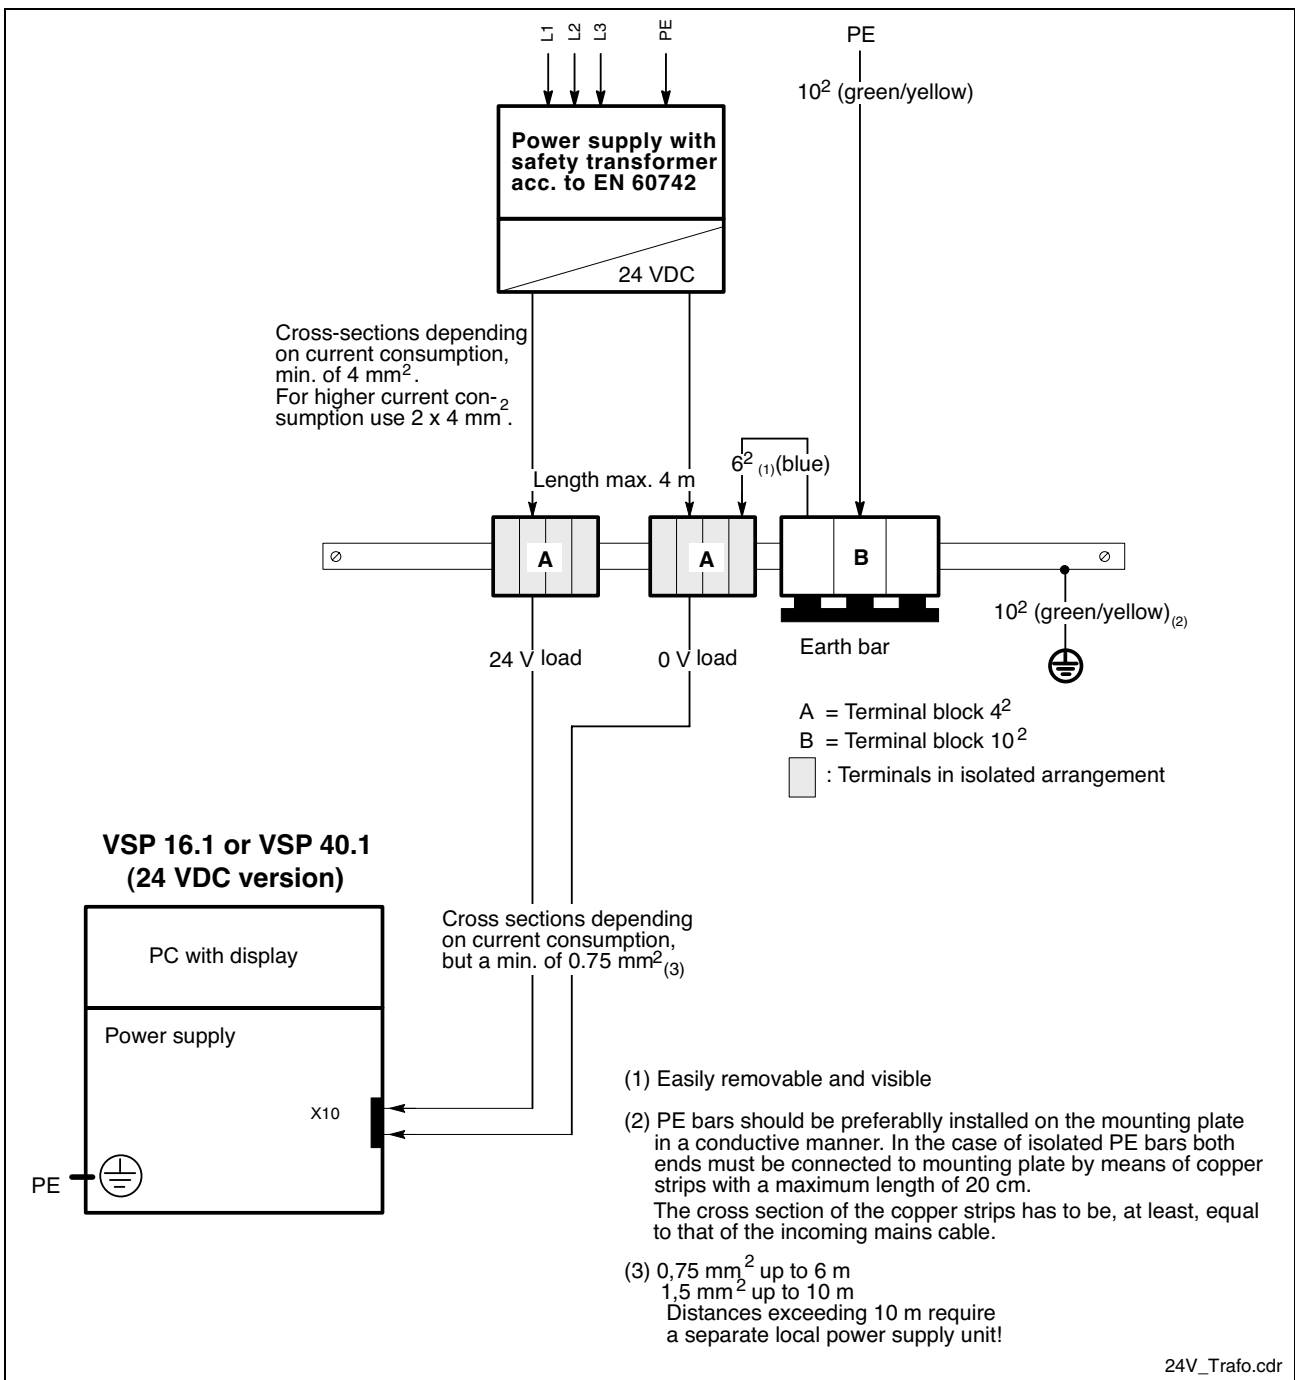 L1 L2 L3 PE PE
10² (green/yellow)
Power supply with
safety transformer
acc. to EN 60742
24 VDC
Cross-sections depending
on current consumption,
min. of 4 mm².
For higher current con-
sumption use 2 x 4 mm².
6² (1)(blue)
Length max. 4 m
A A B
10² (green/yellow)(2)
Earth bar
24 V load 0 V load
A = Terminal block 4²
B = Terminal block 10²
: Terminals in isolated arrangement
VSP 16.1 or VSP 40.1
(24 VDC version)
Cross sections depending
on current consumption,
but a min. of 0.75 mm²(3)
PC with display
Power supply
X10
PE
(1) Easily removable and visible
(2) PE bars should be preferablly installed on the mounting plate
in a conductive manner. In the case of isolated PE bars both
ends must be connected to mounting plate by means of copper
strips with a maximum length of 20 cm.
The cross section of the copper strips has to be, at least, equal
to that of the incoming mains cable.
(3) 0,75 mm² up to 6 m
1,5 mm² up to 10 m
Distances exceeding 10 m require
a separate local power supply unit!
24V_Trafo.cdr